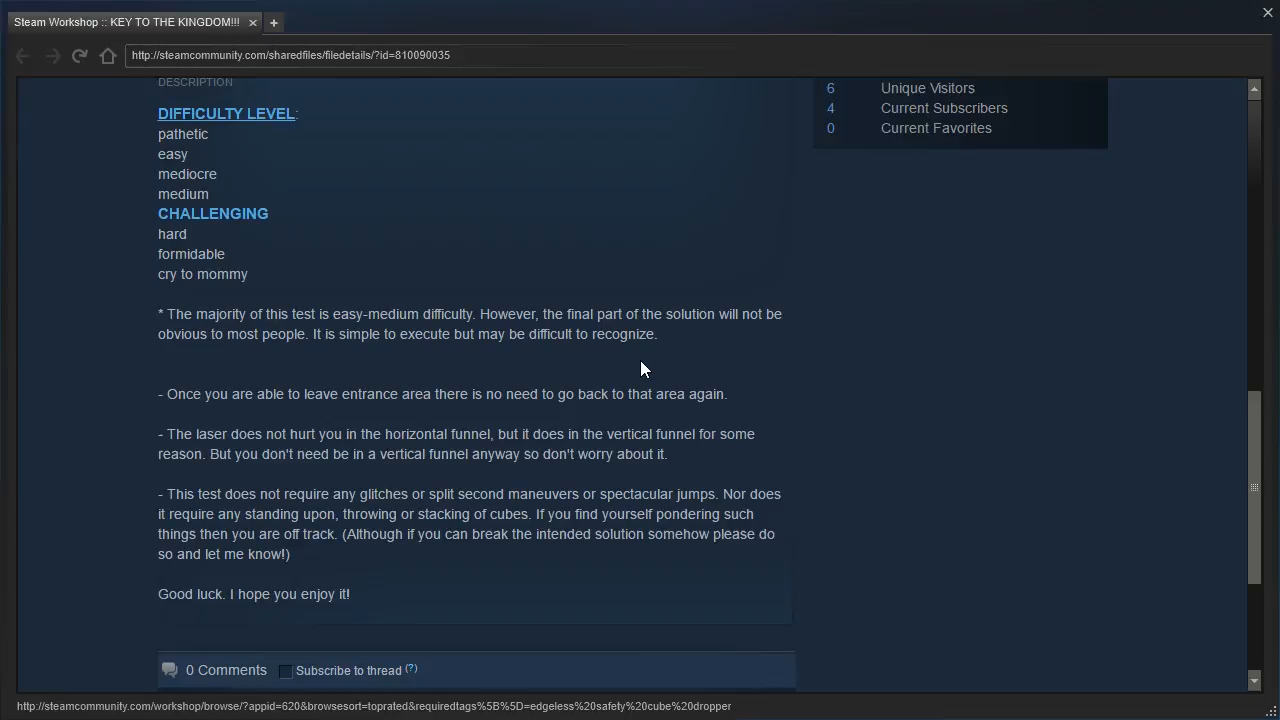 Steam Workshop :: KEY TO THE KINGDOM!!!
http://steamcommunity.com/sharedfiles/filedetails/?id=810090035
DESCRIPTION
DIFFICULTY LEVEL:
pathetic
easy
mediocre
medium
CHALLENGING
hard
formidable
cry to mommy
* The majority of this test is easy-medium difficulty. However, the final part of the solution will not be
obvious to most people. It is simple to execute but may be difficult to recognize.
- Once you are able to leave entrance area there is no need to go back to that area again.
- The laser does not hurt you in the horizontal funnel, but it does in the vertical funnel for some
reason. But you don't need be in a vertical funnel anyway so don't worry about it.
- This test does not require any glitches or split second maneuvers or spectacular jumps. Nor does
it require any standing upon, throwing or stacking of cubes. If you find yourself pondering such
things then you are off track. (Although if you can break the intended solution somehow please do
so and let me know!)
Good luck. I hope you enjoy it!
6 Unique Visitors
4 Current Subscribers
0 Current Favorites
0 Comments Subscribe to thread (?)
http://steamcommunity.com/workshop/browse/?appid=620&browsesort=toprated&requiredtags%5B%5D=edgeless%20safety%20cube%20dropper